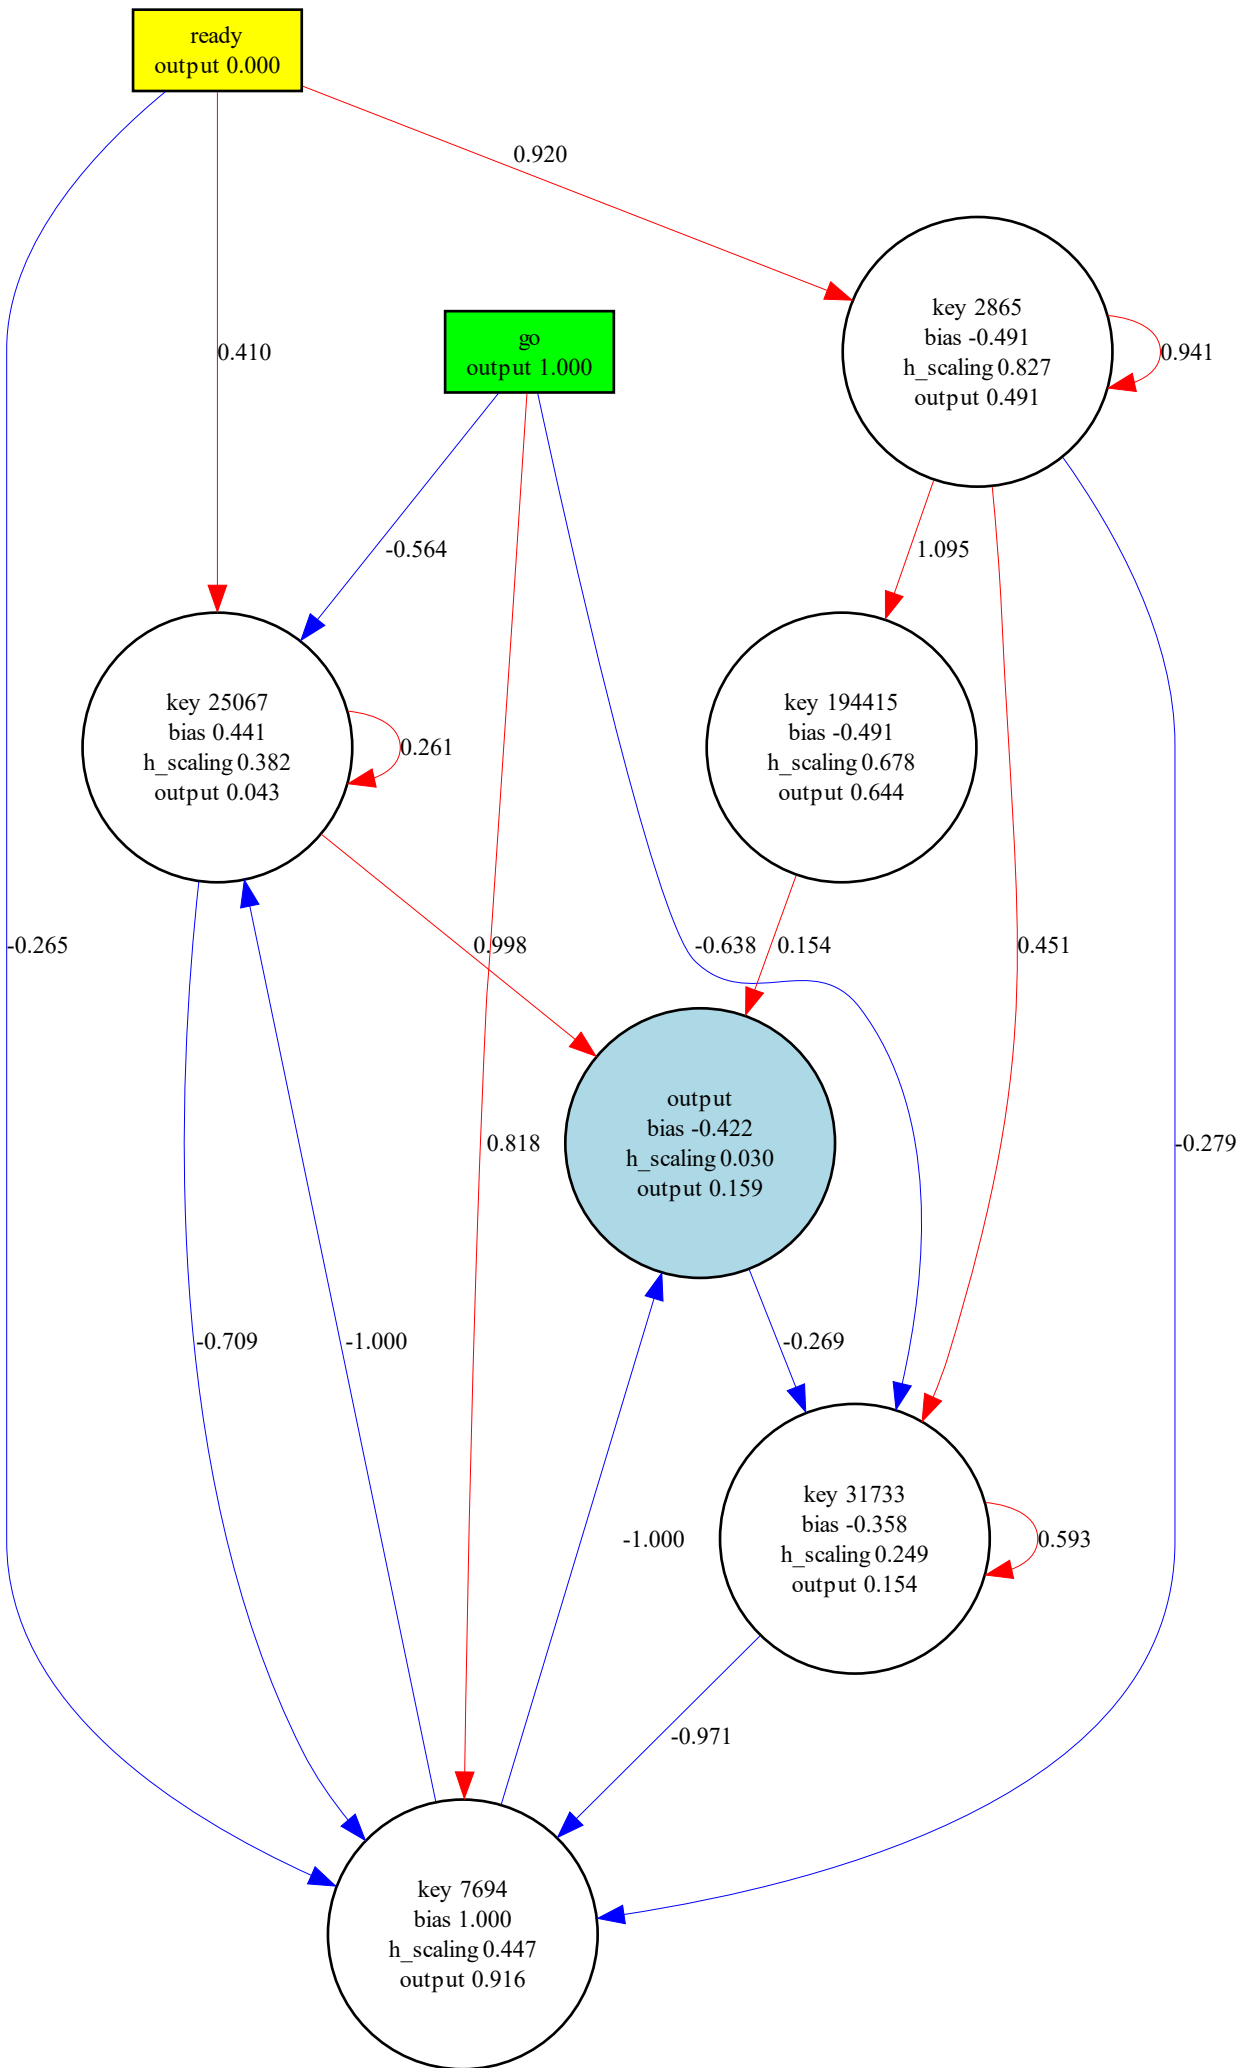 ready
output 0.000
0.920
key 2865
bias -0.491
h_scaling 0.827
output 0.491
0.941
go
output 1.000
0.410
-0.564
1.095
key 25067
bias 0.441
h_scaling 0.382
output 0.043
0.261
key 194415
bias -0.491
h_scaling 0.678
output 0.644
-0.265
0.998
-0.638
0.154
0.451
output
bias -0.422
h_scaling 0.030
output 0.159
0.818
-0.279
-0.709
-1.000
-0.269
key 31733
bias -0.358
h_scaling 0.249
output 0.154
0.593
-1.000
-0.971
key 7694
bias 1.000
h_scaling 0.447
output 0.916